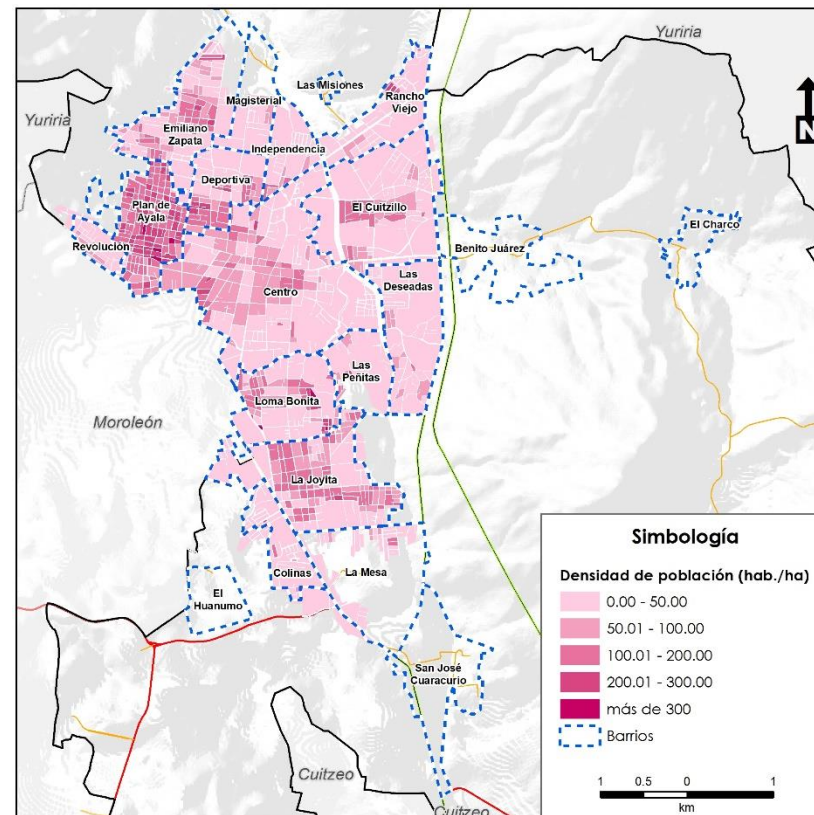 Yuriria
Las Misiones
Magisterial
Rancho
Viejo
Yuriria
Emiliano
Zapata
Independencia
N
Deportiva
Plan de
Ayala
El Cuitzillo
Revolución
El Charco
Benito Juárez
Las
Deseadas
Centro
Las
Peñitas
Loma Bonita
Moroleón
La Joyita
Colinas
La Mesa
El
Huanumo
San José
Cuaracurio
Cuitzeo
Cuitzeo
Simbología
Densidad de población (hab./ha)
0.00 - 50.00
50.01 - 100.00
100.01 - 200.00
200.01 - 300.00
más de 300
Barrios
1 0.5 0 1
km